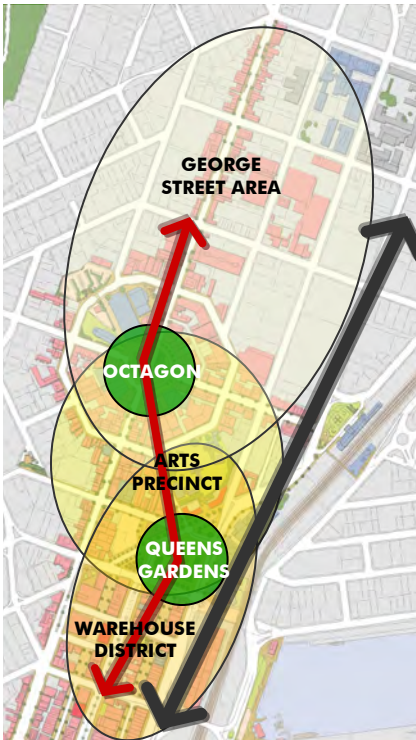 GEORGE
STREET AREA
OCTAGON
ARTS
PRECINCT
QUEENS
GARDENS
WAREHOUSE
DISTRICT